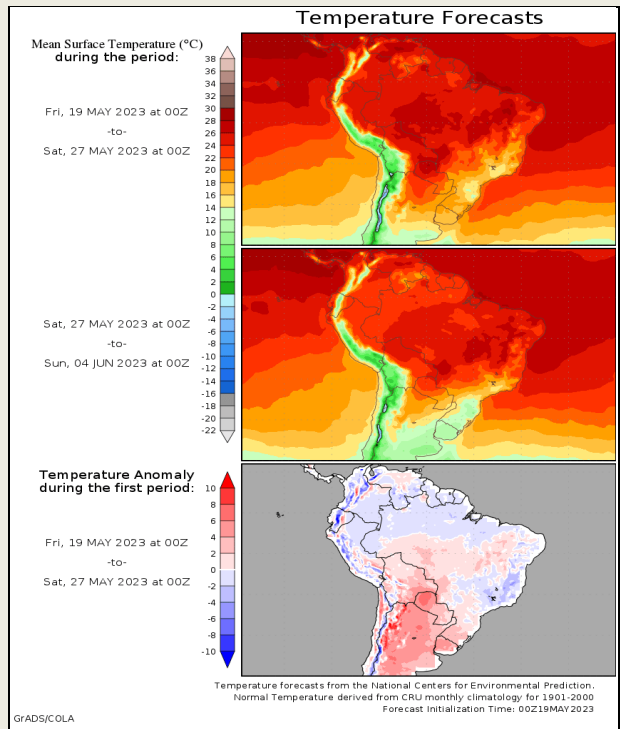 Temperature Forecasts
Mean Surface Temperature (°C)
during the period:
Fri, 19 MAY 2023 at 00Z
-to-
Sat, 27 MAY 2023 at 00Z
38
36
34
32
30
28
26
24
22
20
18
16
14
12
10
8
6
4
2
0
-2
-4
-6
-8
-10
-12
-14
-16
-18
-20
-22
Sat, 27 MAY 2023 at 00Z
-to-
Sun, 04 JUN 2023 at 00Z
Temperature Anomaly
during the first period:
Fri, 19 MAY 2023 at 00Z
-to-
Sat, 27 MAY 2023 at 00Z
10
8
6
4
2
0
-2
-4
-6
-8
-10
Temperature forecasts from the National Centers for Environmental Prediction.
Normal Temperature derived from CRU monthly climatology for 1901-2000
Forecast Initialization Time: 00Z19MAY2023
GrADS/COLA